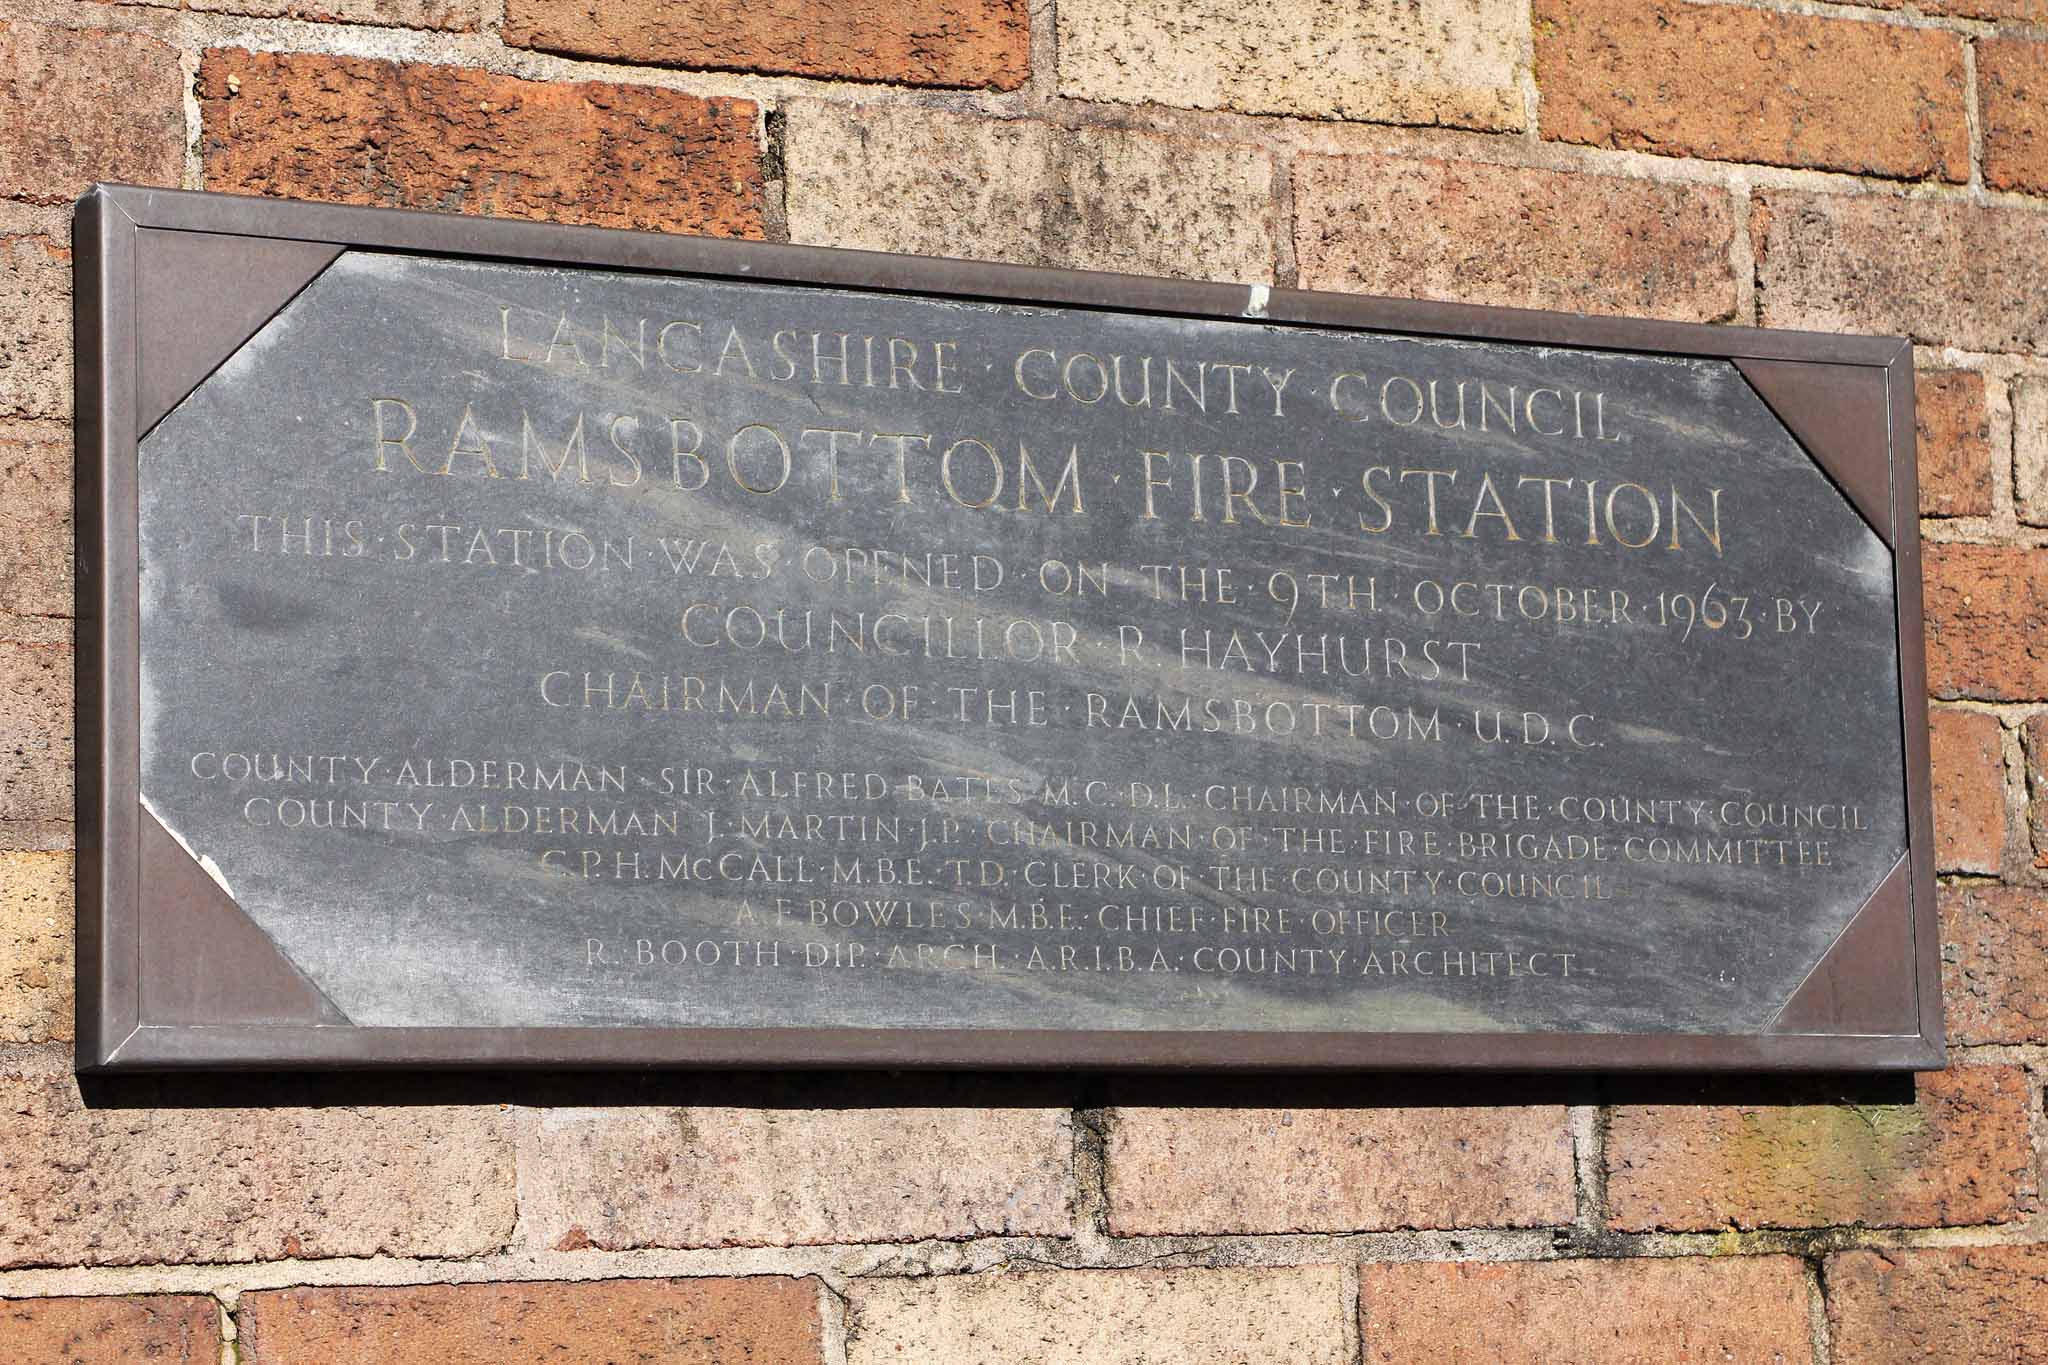 LANCASHIRE · COUNTY · COUNCIL
RAMSBOTTOM · FIRE · STATION
THIS · STATION · WAS · OPENED · ON · THE · 9TH · OCTOBER · 1963 · BY
COUNCILLOR · R. HAYHURST
CHAIRMAN · OF · THE · RAMSBOTTOM · U.D.C.
COUNTY · ALDERMAN · SIR · ALFRED · BATES · M.C. · D.L. · CHAIRMAN · OF · THE · COUNTY · COUNCIL
COUNTY · ALDERMAN · J. MARTIN · J.P. · CHAIRMAN · OF · THE · FIRE · BRIGADE · COMMITTEE
C.P.H. McCALL · M.B.E. · T.D. · CLERK · OF · THE · COUNTY · COUNCIL
A.F. BOWLES · M.B.E. · CHIEF · FIRE · OFFICER
R. BOOTH · DIP. · ARCH. · A.R.I.B.A. · COUNTY · ARCHITECT